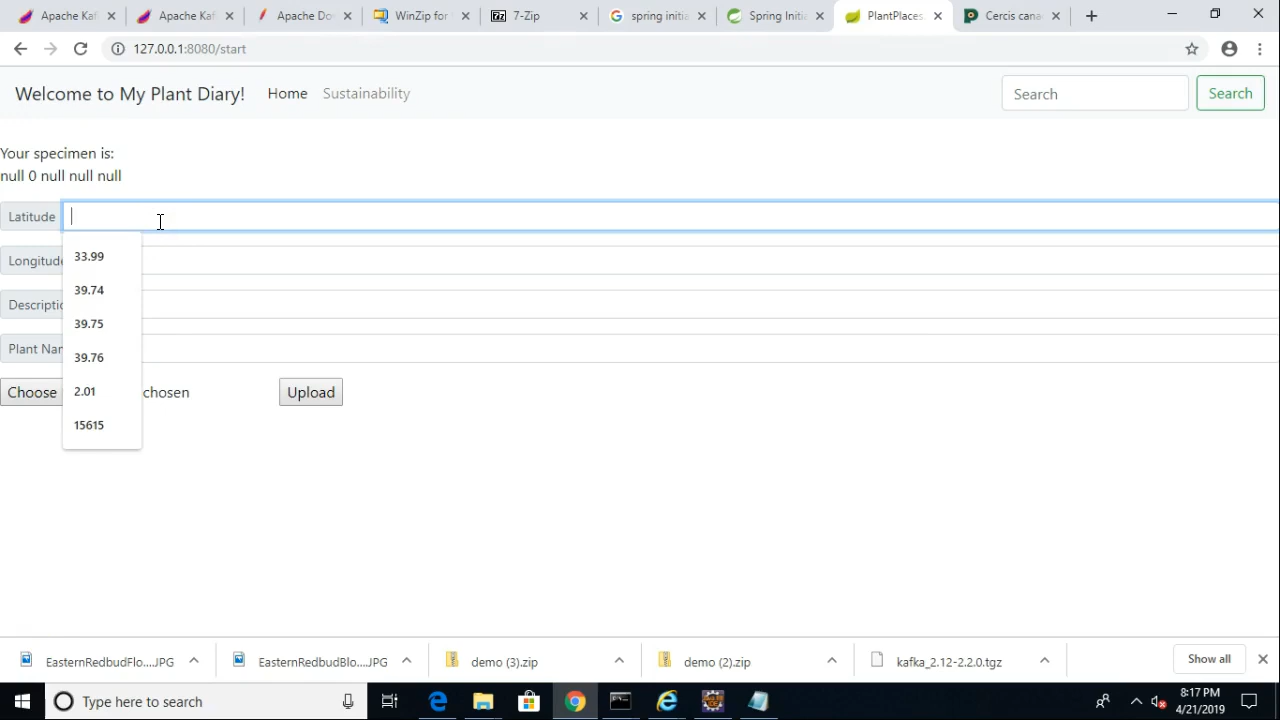 Apache Kaf
Apache Kaf
Apache Do
WinZip for
7-Zip
spring initia
Spring Initi
PlantPlaces
Cercis cana
127.0.0.1:8080/start
Welcome to My Plant Diary!
Home
Sustainability
Search
Search
Your specimen is:
null 0 null null null
Latitude
33.99
Longitude
39.74
Descriptio
39.75
Plant Nam
39.76
Choose
chosen
Upload
2.01
15615
EasternRedbudFlo....JPG
EasternRedbudBlo....JPG
demo (3).zip
demo (2).zip
kafka_2.12-2.2.0.tgz
Show all
Type here to search
8:17 PM
4/21/2019